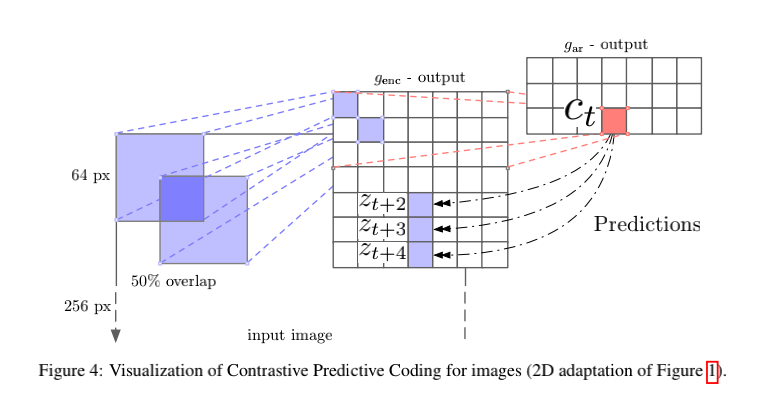 g_ar - output
g_enc - output
c_t
64 px
z_t+2
z_t+3
z_t+4
Predictions
50% overlap
256 px
input image
Figure 4: Visualization of Contrastive Predictive Coding for images (2D adaptation of Figure 1).